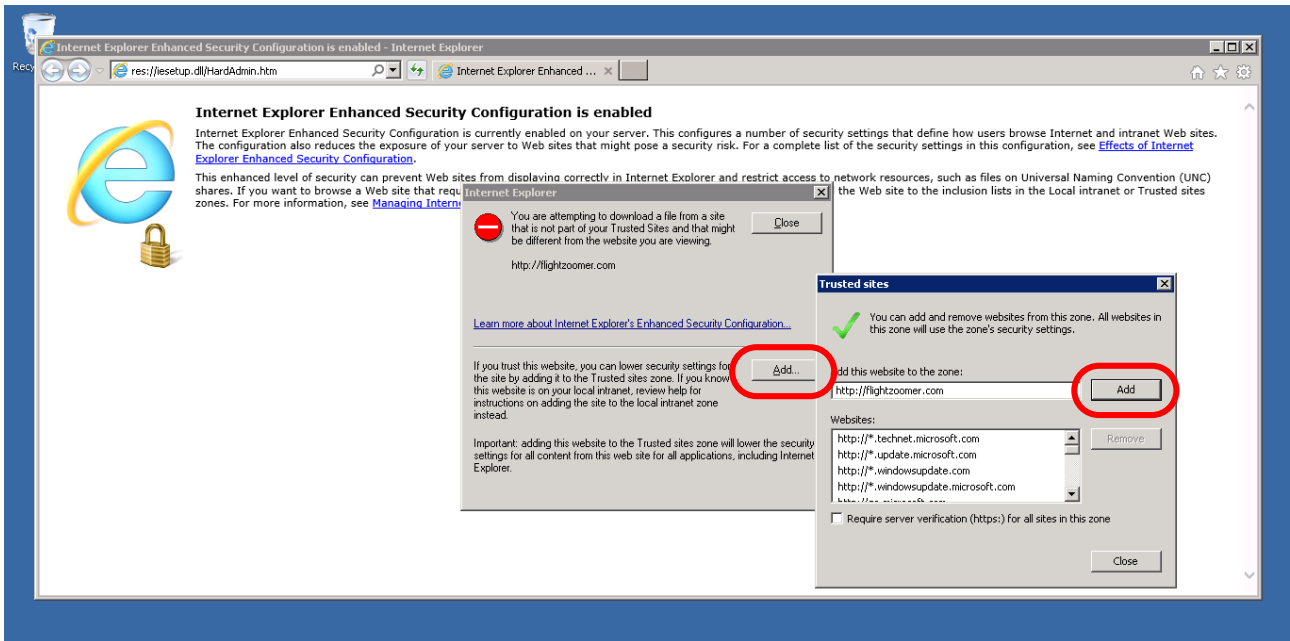 Internet Explorer Enhanced Security Configuration is enabled - Internet Explorer
Recy
res://iesetup.dll/HardAdmin.htm
Internet Explorer Enhanced ...
Internet Explorer Enhanced Security Configuration is enabled
Internet Explorer Enhanced Security Configuration is currently enabled on your server. This configures a number of security settings that define how users browse Internet and intranet Web sites.
The configuration also reduces the exposure of your server to Web sites that might pose a security risk. For a complete list of the security settings in this configuration, see Effects of Internet
Explorer Enhanced Security Configuration.
This enhanced level of security can prevent Web sites from displaying correctly in Internet Explorer and restrict access to network resources, such as files on Universal Naming Convention (UNC)
shares. If you want to browse a Web site that requ
the Web site to the inclusion lists in the Local intranet or Trusted sites
zones. For more information, see Managing Intern
Internet Explorer
You are attempting to download a file from a site
that is not part of your Trusted Sites and that might
be different from the website you are viewing.
Close
http://flightzoomer.com
Learn more about Internet Explorer's Enhanced Security Configuration...
If you trust this website, you can lower security settings for
the site by adding it to the Trusted sites zone. If you know
this website is on your local intranet, review help for
instructions on adding the site to the local intranet zone
instead.
Add...
Important: adding this website to the Trusted sites zone will lower the security
settings for all content from this web site for all applications, including Internet
Explorer.
Trusted sites
You can add and remove websites from this zone. All websites in
this zone will use the zone's security settings.
dd this website to the zone:
http://flightzoomer.com
Add
Websites:
http://*.technet.microsoft.com
http://*.update.microsoft.com
http://*.windowsupdate.com
http://*.windowsupdate.microsoft.com
Remove
Require server verification (https:) for all sites in this zone
Close